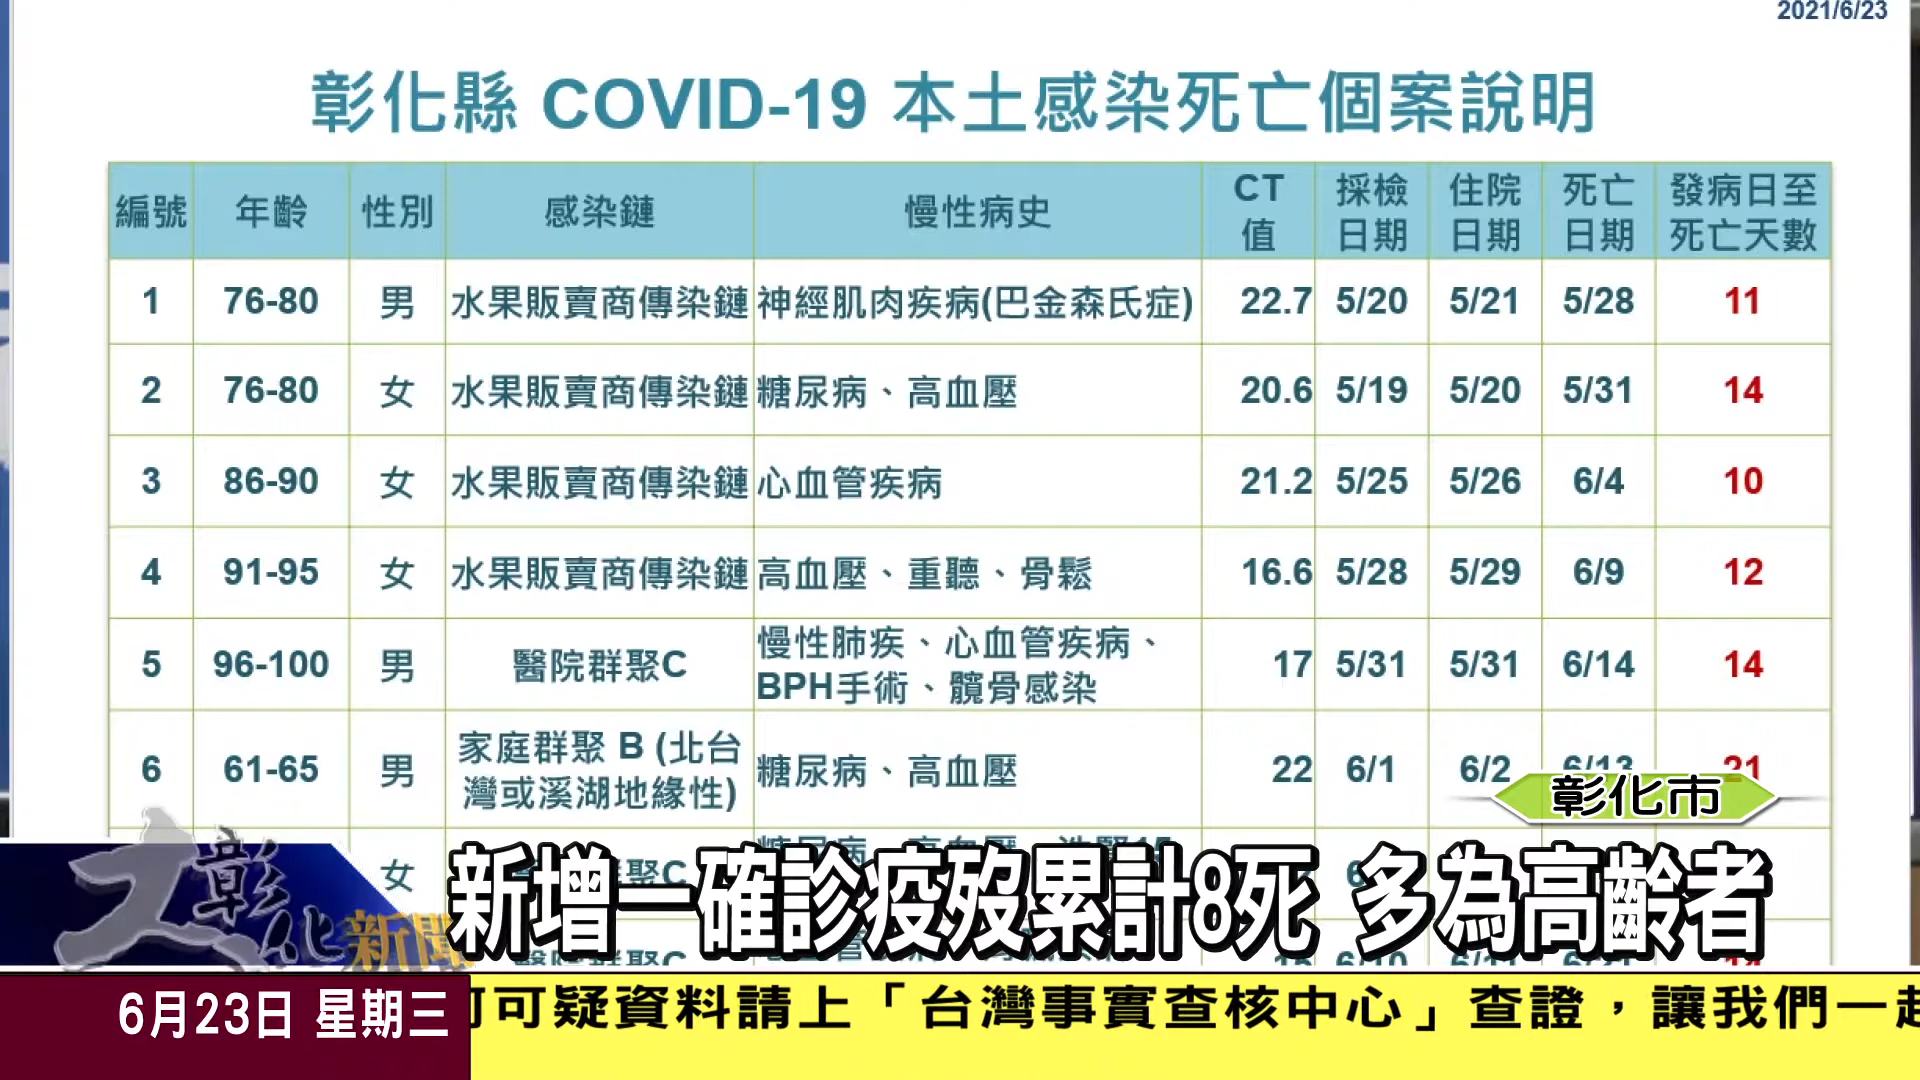 2021/6/23
彰化縣 COVID-19 本土感染死亡個案說明
編號 年齡 性別 感染鏈 慢性病史 CT值 採檢日期 住院日期 死亡日期 發病日至死亡天數
1 76-80 男 水果販賣商傳染鏈 神經肌肉疾病(巴金森氏症) 22.7 5/20 5/21 5/28 11
2 76-80 女 水果販賣商傳染鏈 糖尿病、高血壓 20.6 5/19 5/20 5/31 14
3 86-90 女 水果販賣商傳染鏈 心血管疾病 21.2 5/25 5/26 6/4 10
4 91-95 女 水果販賣商傳染鏈 高血壓、重聽、骨鬆 16.6 5/28 5/29 6/9 12
5 96-100 男 醫院群聚C 慢性肺疾、心血管疾病、
BPH手術、髖骨感染 17 5/31 5/31 6/14 14
6 61-65 男 家庭群聚 B (北台
灣或溪湖地緣性) 糖尿病、高血壓 22 6/1 6/2 6/13 21
女
彰化市
大彰化新聞
新增一確診疫歿累計8死 多為高齡者
6月23日 星期三
可疑資料請上「台灣事實查核中心」查證，讓我們一起